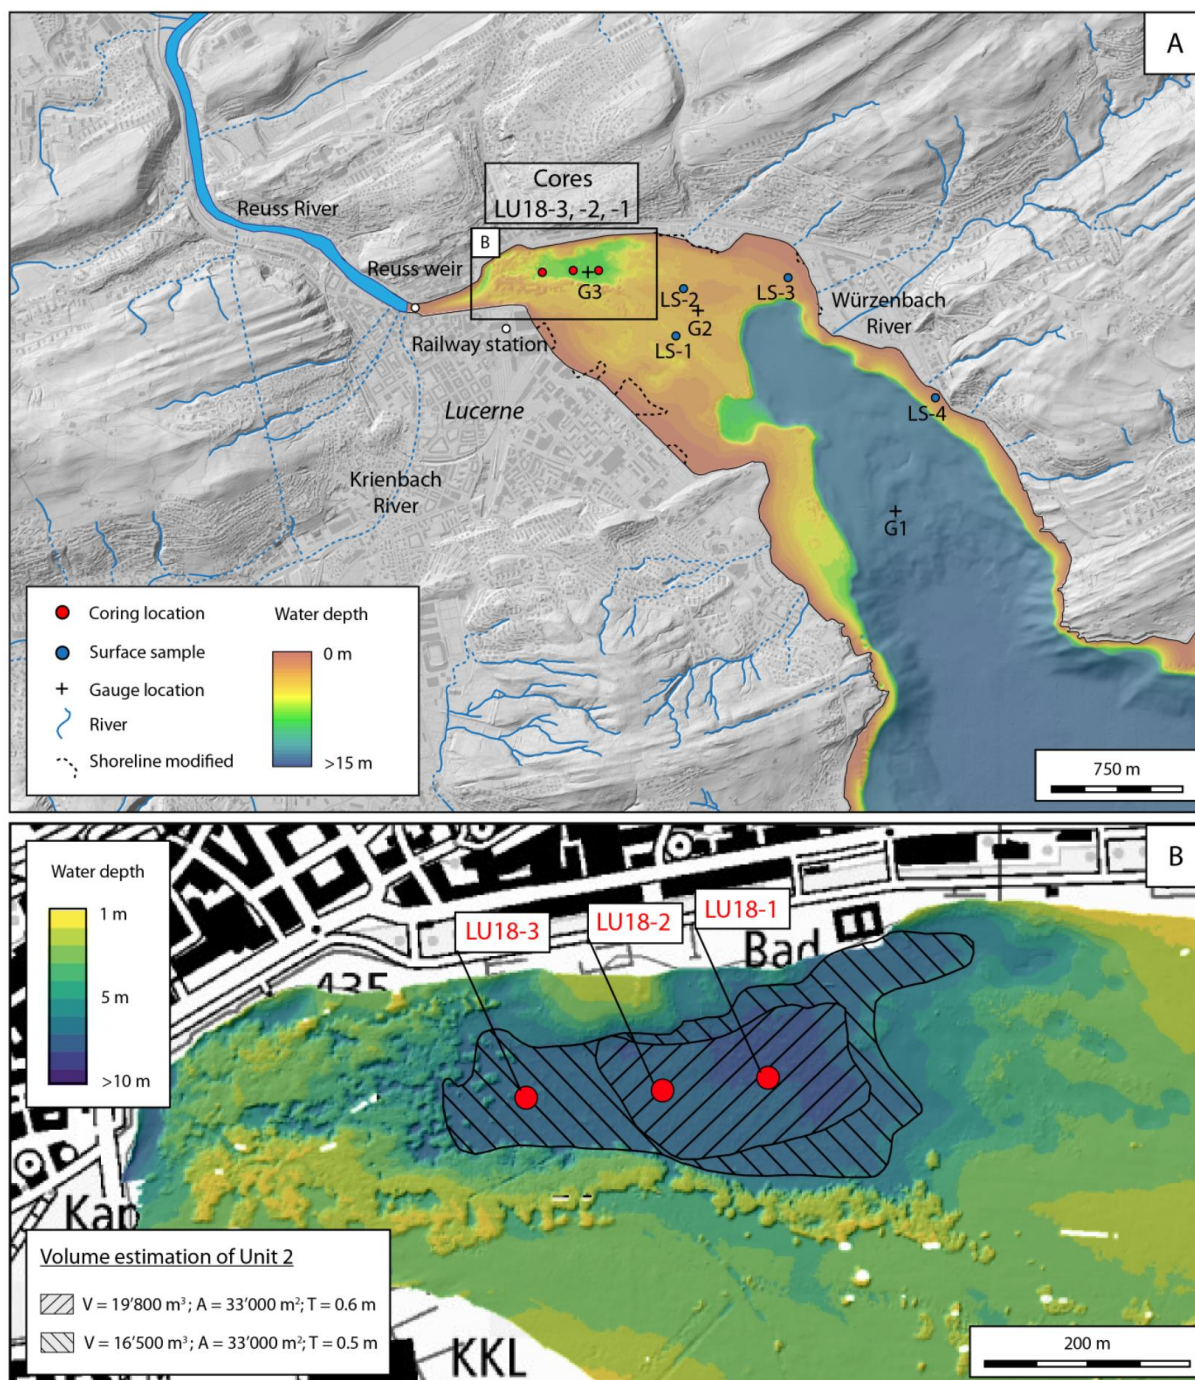 A
Cores
LU18-3, -2, -1
Reuss River
B
Reuss weir
G3
LS-2
LS-3
G2
Würzenbach
River
Railway station
LS-1
Lucerne
LS-4
Krienbach
River
G1
Coring location
Water depth
Surface sample
0 m
Gauge location
River
Shoreline modified
>15 m
750 m
B
Water depth
1 m
5 m
>10 m
LU18-3
LU18-2
LU18-1
Bad
435
Kap
Volume estimation of Unit 2
V = 19’800 m³; A = 33’000 m²; T = 0.6 m
V = 16’500 m³; A = 33’000 m²; T = 0.5 m
KKL
200 m